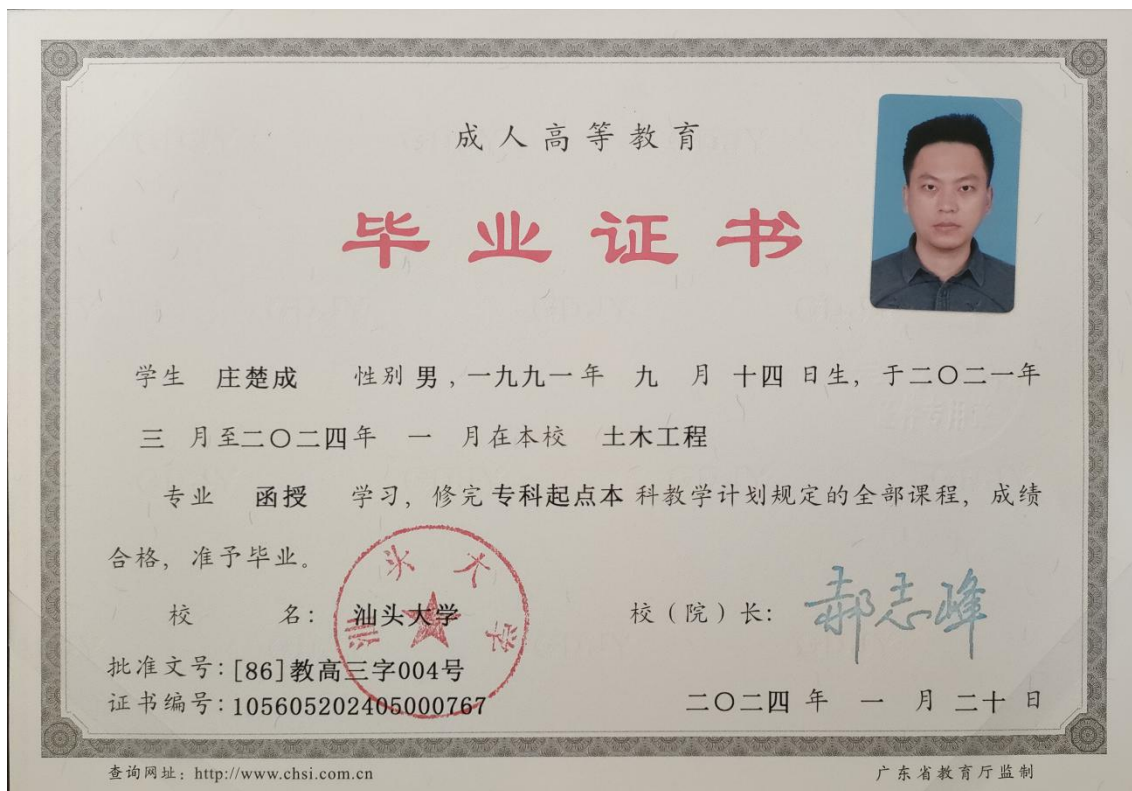 成人高等教育
毕业证书
学生 庄楚成 性别 男，一九九一年 九 月 十四 日生，于二〇二一年
三 月至二〇二四年 一 月在本校 土木工程
专业 函授 学习，修完 专科起点本 科教学计划规定的全部课程，成绩
合格，准予毕业。
校 名：汕头大学 校（院）长：郝志峰
汕头大学
批准文号：[86]教高三字004号
证书编号：105605202405000767 二〇二四 年 一 月 二十 日
查询网址：http://www.chsi.com.cn 广东省教育厅监制